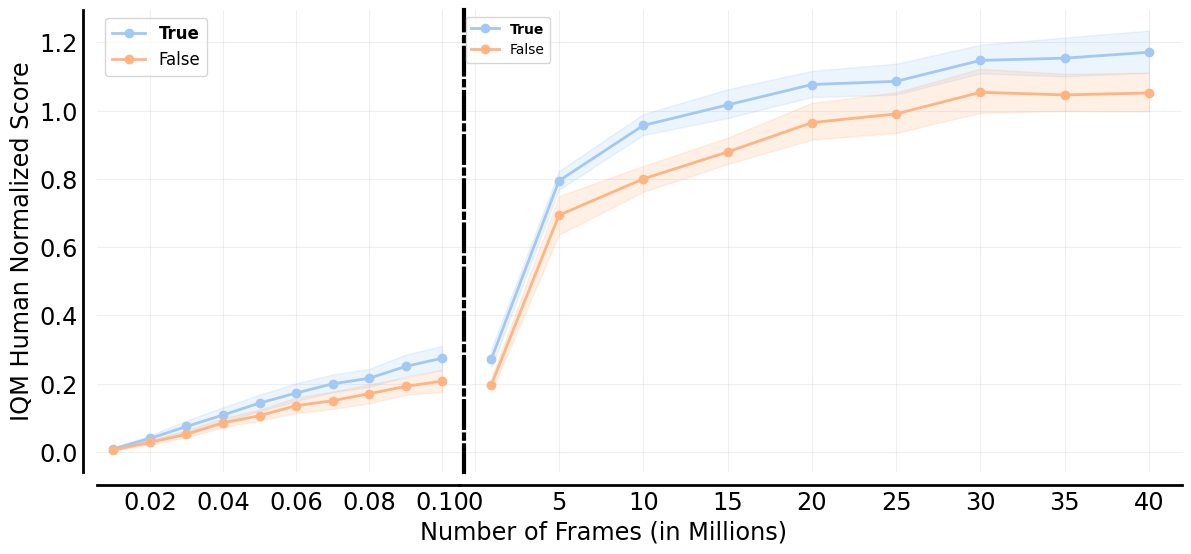 True
False
True
False
IQM Human Normalized Score
1.2
1.0
0.8
0.6
0.4
0.2
0.0
0.02 0.04 0.06 0.08 0.10 0 5 10 15 20 25 30 35 40
Number of Frames (in Millions)